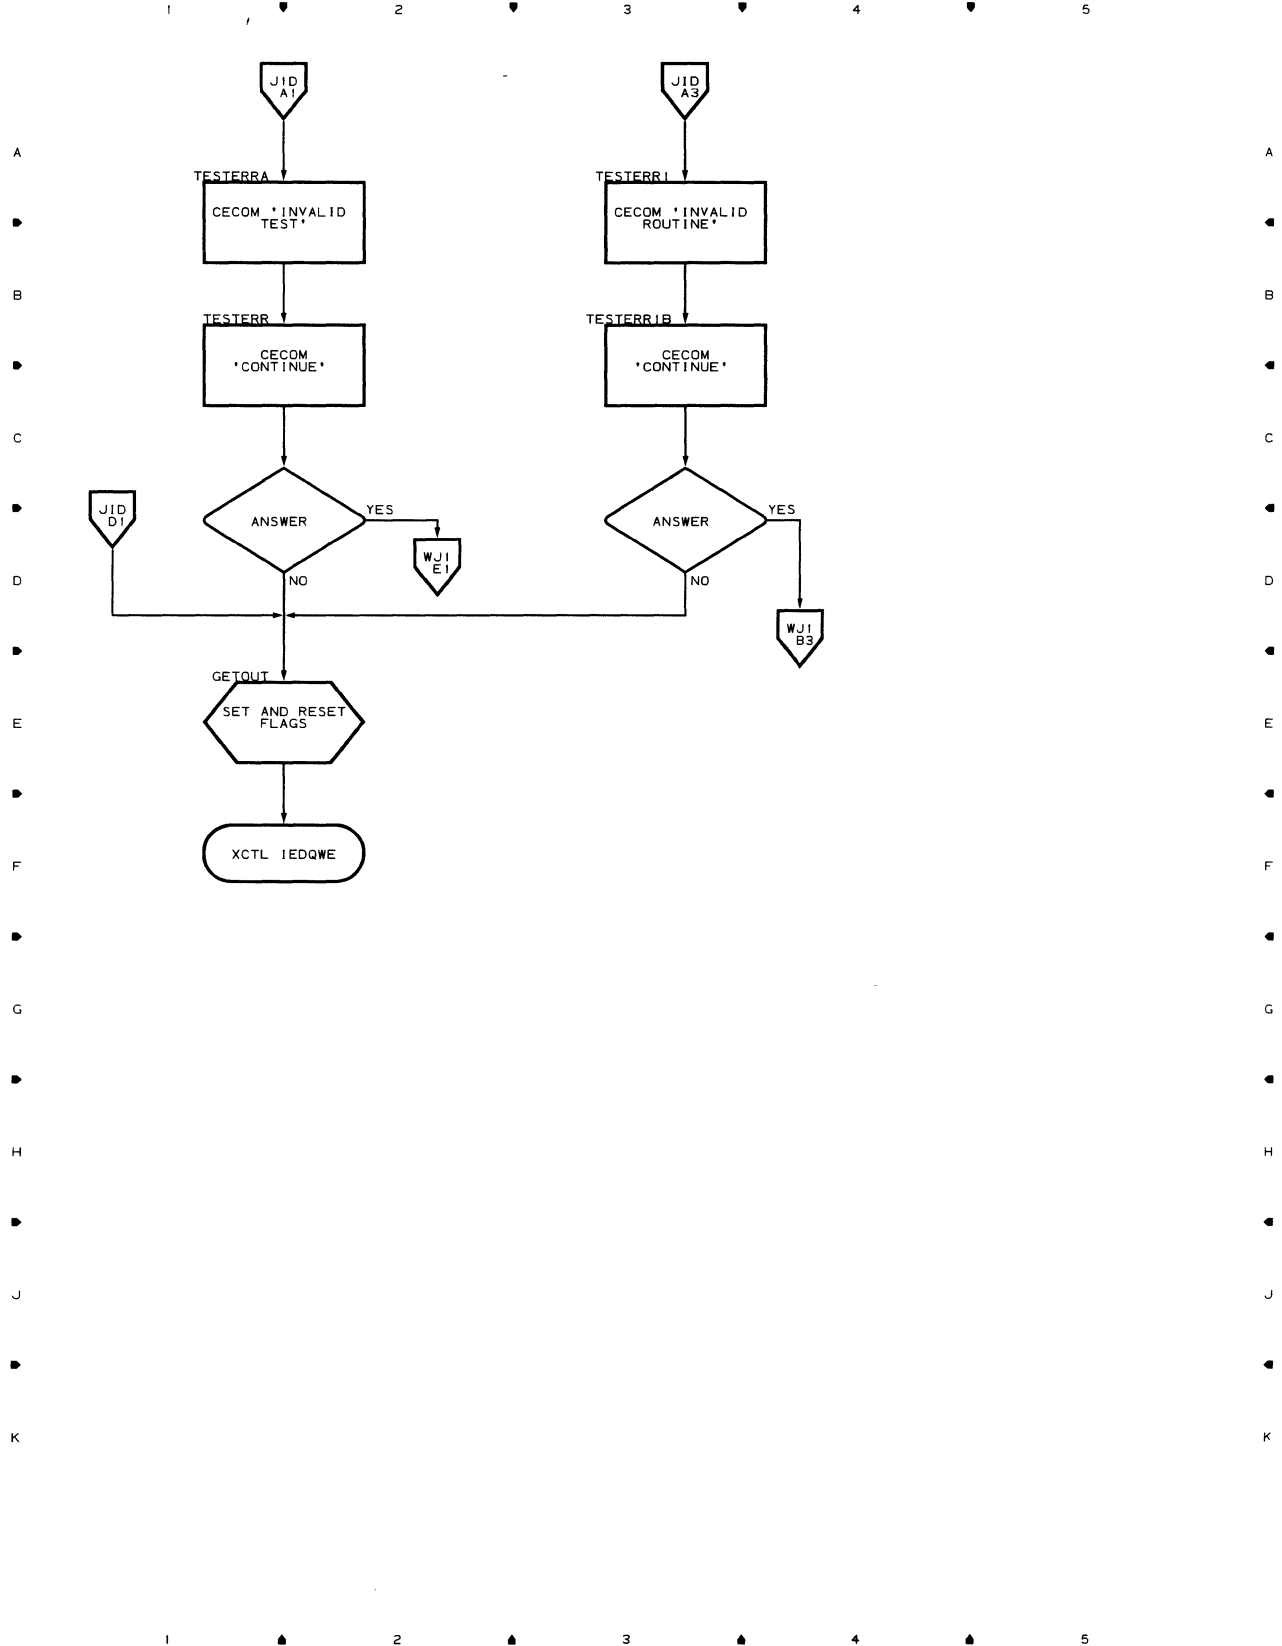 1 2 3 4 5
J1D
A1
JID
A3
A A
TESTERRA
TESTERR1
CECOM 'INVALID
TEST'
CECOM 'INVALID
ROUTINE'
B B
TESTERR
TESTERR1B
CECOM
'CONTINUE'
CECOM
'CONTINUE'
C C
JID
D1
ANSWER
YES
ANSWER
YES
WJ1
E1
D D
NO
NO
WJ1
B3
GETOUT
SET AND RESET
FLAGS
E E
XCTL IEDQWE
F F
G G
H H
J J
K K
1 2 3 4 5